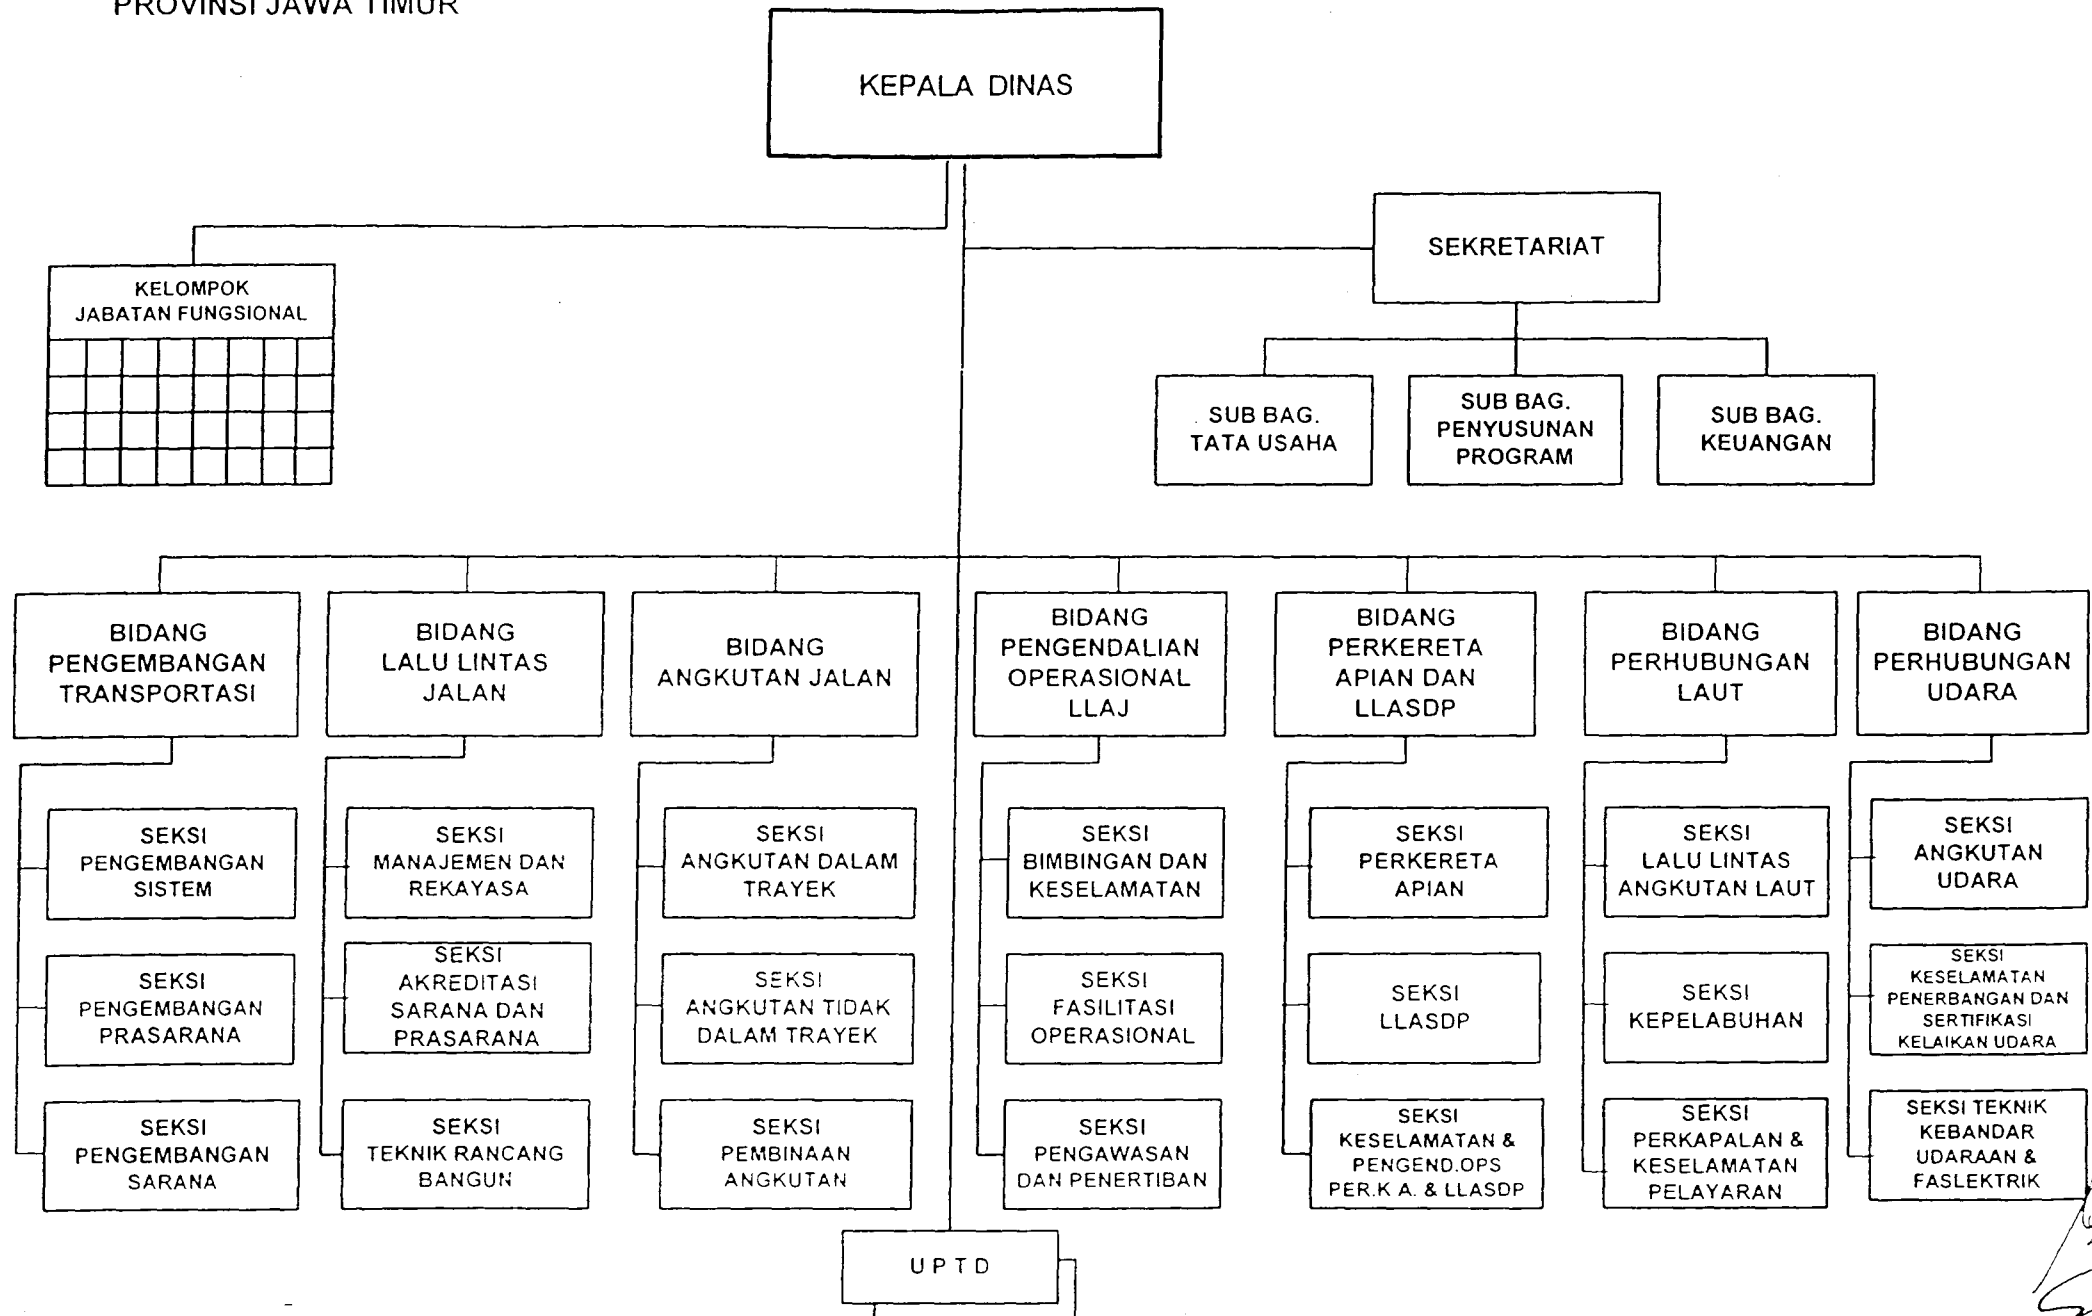 PROVINSI JAWA TIMUR
KEPALA DINAS
SEKRETARIAT
KELOMPOK
JABATAN FUNGSIONAL
SUB BAG.
TATA USAHA
SUB BAG.
PENYUSUNAN
PROGRAM
SUB BAG.
KEUANGAN
BIDANG
PENGEMBANGAN
TRANSPORTASI
BIDANG
LALU LINTAS
JALAN
BIDANG
ANGKUTAN JALAN
BIDANG
PENGENDALIAN
OPERASIONAL
LLAJ
BIDANG
PERKERETA
APIAN DAN
LLASDP
BIDANG
PERHUBUNGAN
LAUT
BIDANG
PERHUBUNGAN
UDARA
SEKSI
PENGEMBANGAN
SISTEM
SEKSI
MANAJEMEN DAN
REKAYASA
SEKSI
ANGKUTAN DALAM
TRAYEK
SEKSI
BIMBINGAN DAN
KESELAMATAN
SEKSI
PERKERETA
APIAN
SEKSI
LALU LINTAS
ANGKUTAN LAUT
SEKSI
ANGKUTAN
UDARA
SEKSI
PENGEMBANGAN
PRASARANA
SEKSI
AKREDITASI
SARANA DAN
PRASARANA
SEKSI
ANGKUTAN TIDAK
DALAM TRAYEK
SEKSI
FASILITASI
OPERASIONAL
SEKSI
LLASDP
SEKSI
KEPELABUHAN
SEKSI
KESELAMATAN
PENERBANGAN DAN
SERTIFIKASI
KELAIKAN UDARA
SEKSI
PENGEMBANGAN
SARANA
SEKSI
TEKNIK RANCANG
BANGUN
SEKSI
PEMBINAAN
ANGKUTAN
SEKSI
PENGAWASAN
DAN PENERTIBAN
SEKSI
KESELAMATAN &
PENGEND.OPS
PER.K A. & LLASDP
SEKSI
PERKAPALAN &
KESELAMATAN
PELAYARAN
SEKSI TEKNIK
KEBANDAR
UDARAAN &
FASLEKTRIK
U P T D